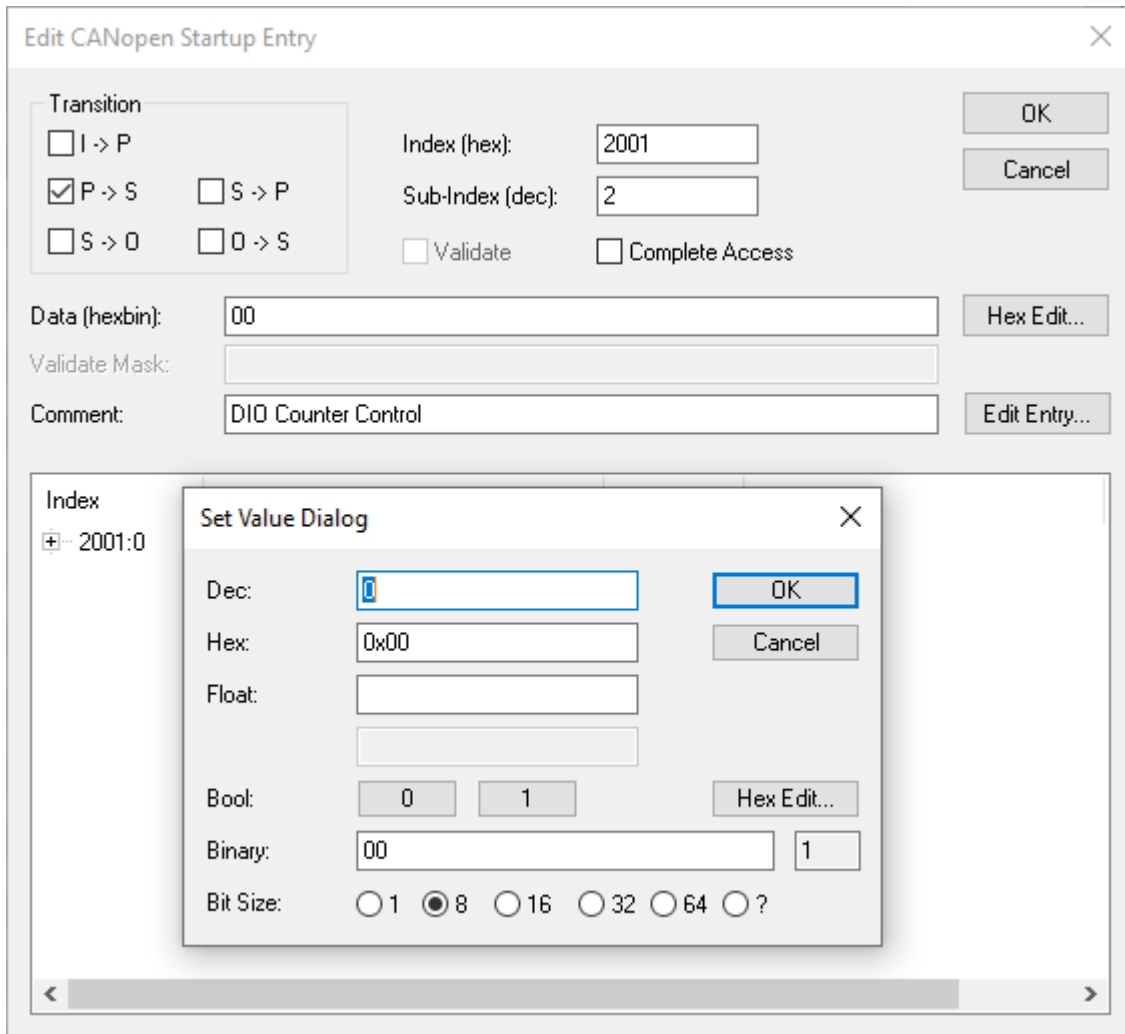 Edit CANopen Startup Entry
Transition
I -> P
P -> S
S -> P
S -> O
O -> S
Index (hex):
2001
Sub-Index (dec):
2
Validate
Complete Access
OK
Cancel
Data (hexbin):
00
Hex Edit...
Validate Mask:
Comment:
DIO Counter Control
Edit Entry...
Index
2001:0
Set Value Dialog
Dec:
0
OK
Hex:
0x00
Cancel
Float:
Bool:
0
1
Hex Edit...
Binary:
00
1
Bit Size:
1
8
16
32
64
?